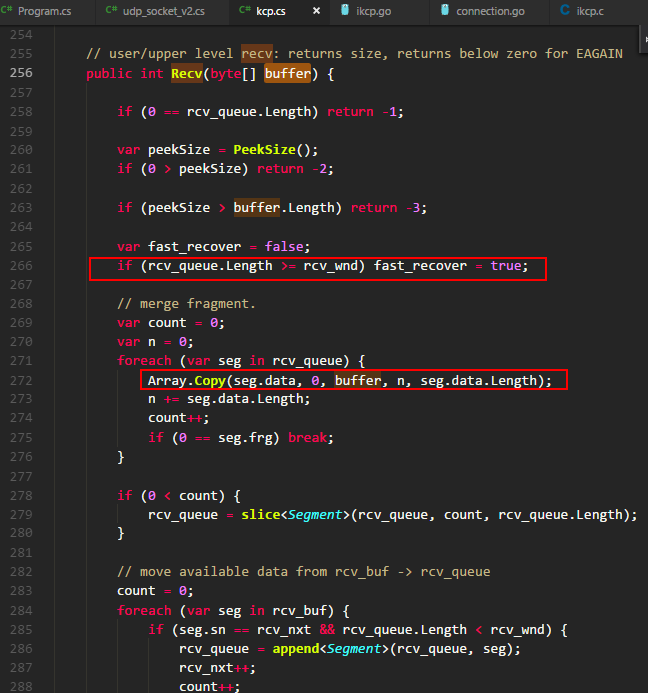 C# Program.cs C# udp_socket_v2.cs C# kcp.cs × ikcp.go connection.go C ikcp.c
254
255 // user/upper level recv: returns size, returns below zero for EAGAIN
256 public int Recv(byte[] buffer) {
257
258 if (0 == rcv_queue.Length) return -1;
259
260 var peekSize = PeekSize();
261 if (0 > peekSize) return -2;
262
263 if (peekSize > buffer.Length) return -3;
264
265 var fast_recover = false;
266 if (rcv_queue.Length >= rcv_wnd) fast_recover = true;
267
268 // merge fragment.
269 var count = 0;
270 var n = 0;
271 foreach (var seg in rcv_queue) {
272 Array.Copy(seg.data, 0, buffer, n, seg.data.Length);
273 n += seg.data.Length;
274 count++;
275 if (0 == seg.frg) break;
276 }
277
278 if (0 < count) {
279 rcv_queue = slice<Segment>(rcv_queue, count, rcv_queue.Length);
280 }
281
282 // move available data from rcv_buf -> rcv_queue
283 count = 0;
284 foreach (var seg in rcv_buf) {
285 if (seg.sn == rcv_nxt && rcv_queue.Length < rcv_wnd) {
286 rcv_queue = append<Segment>(rcv_queue, seg);
287 rcv_nxt++;
288 count++;